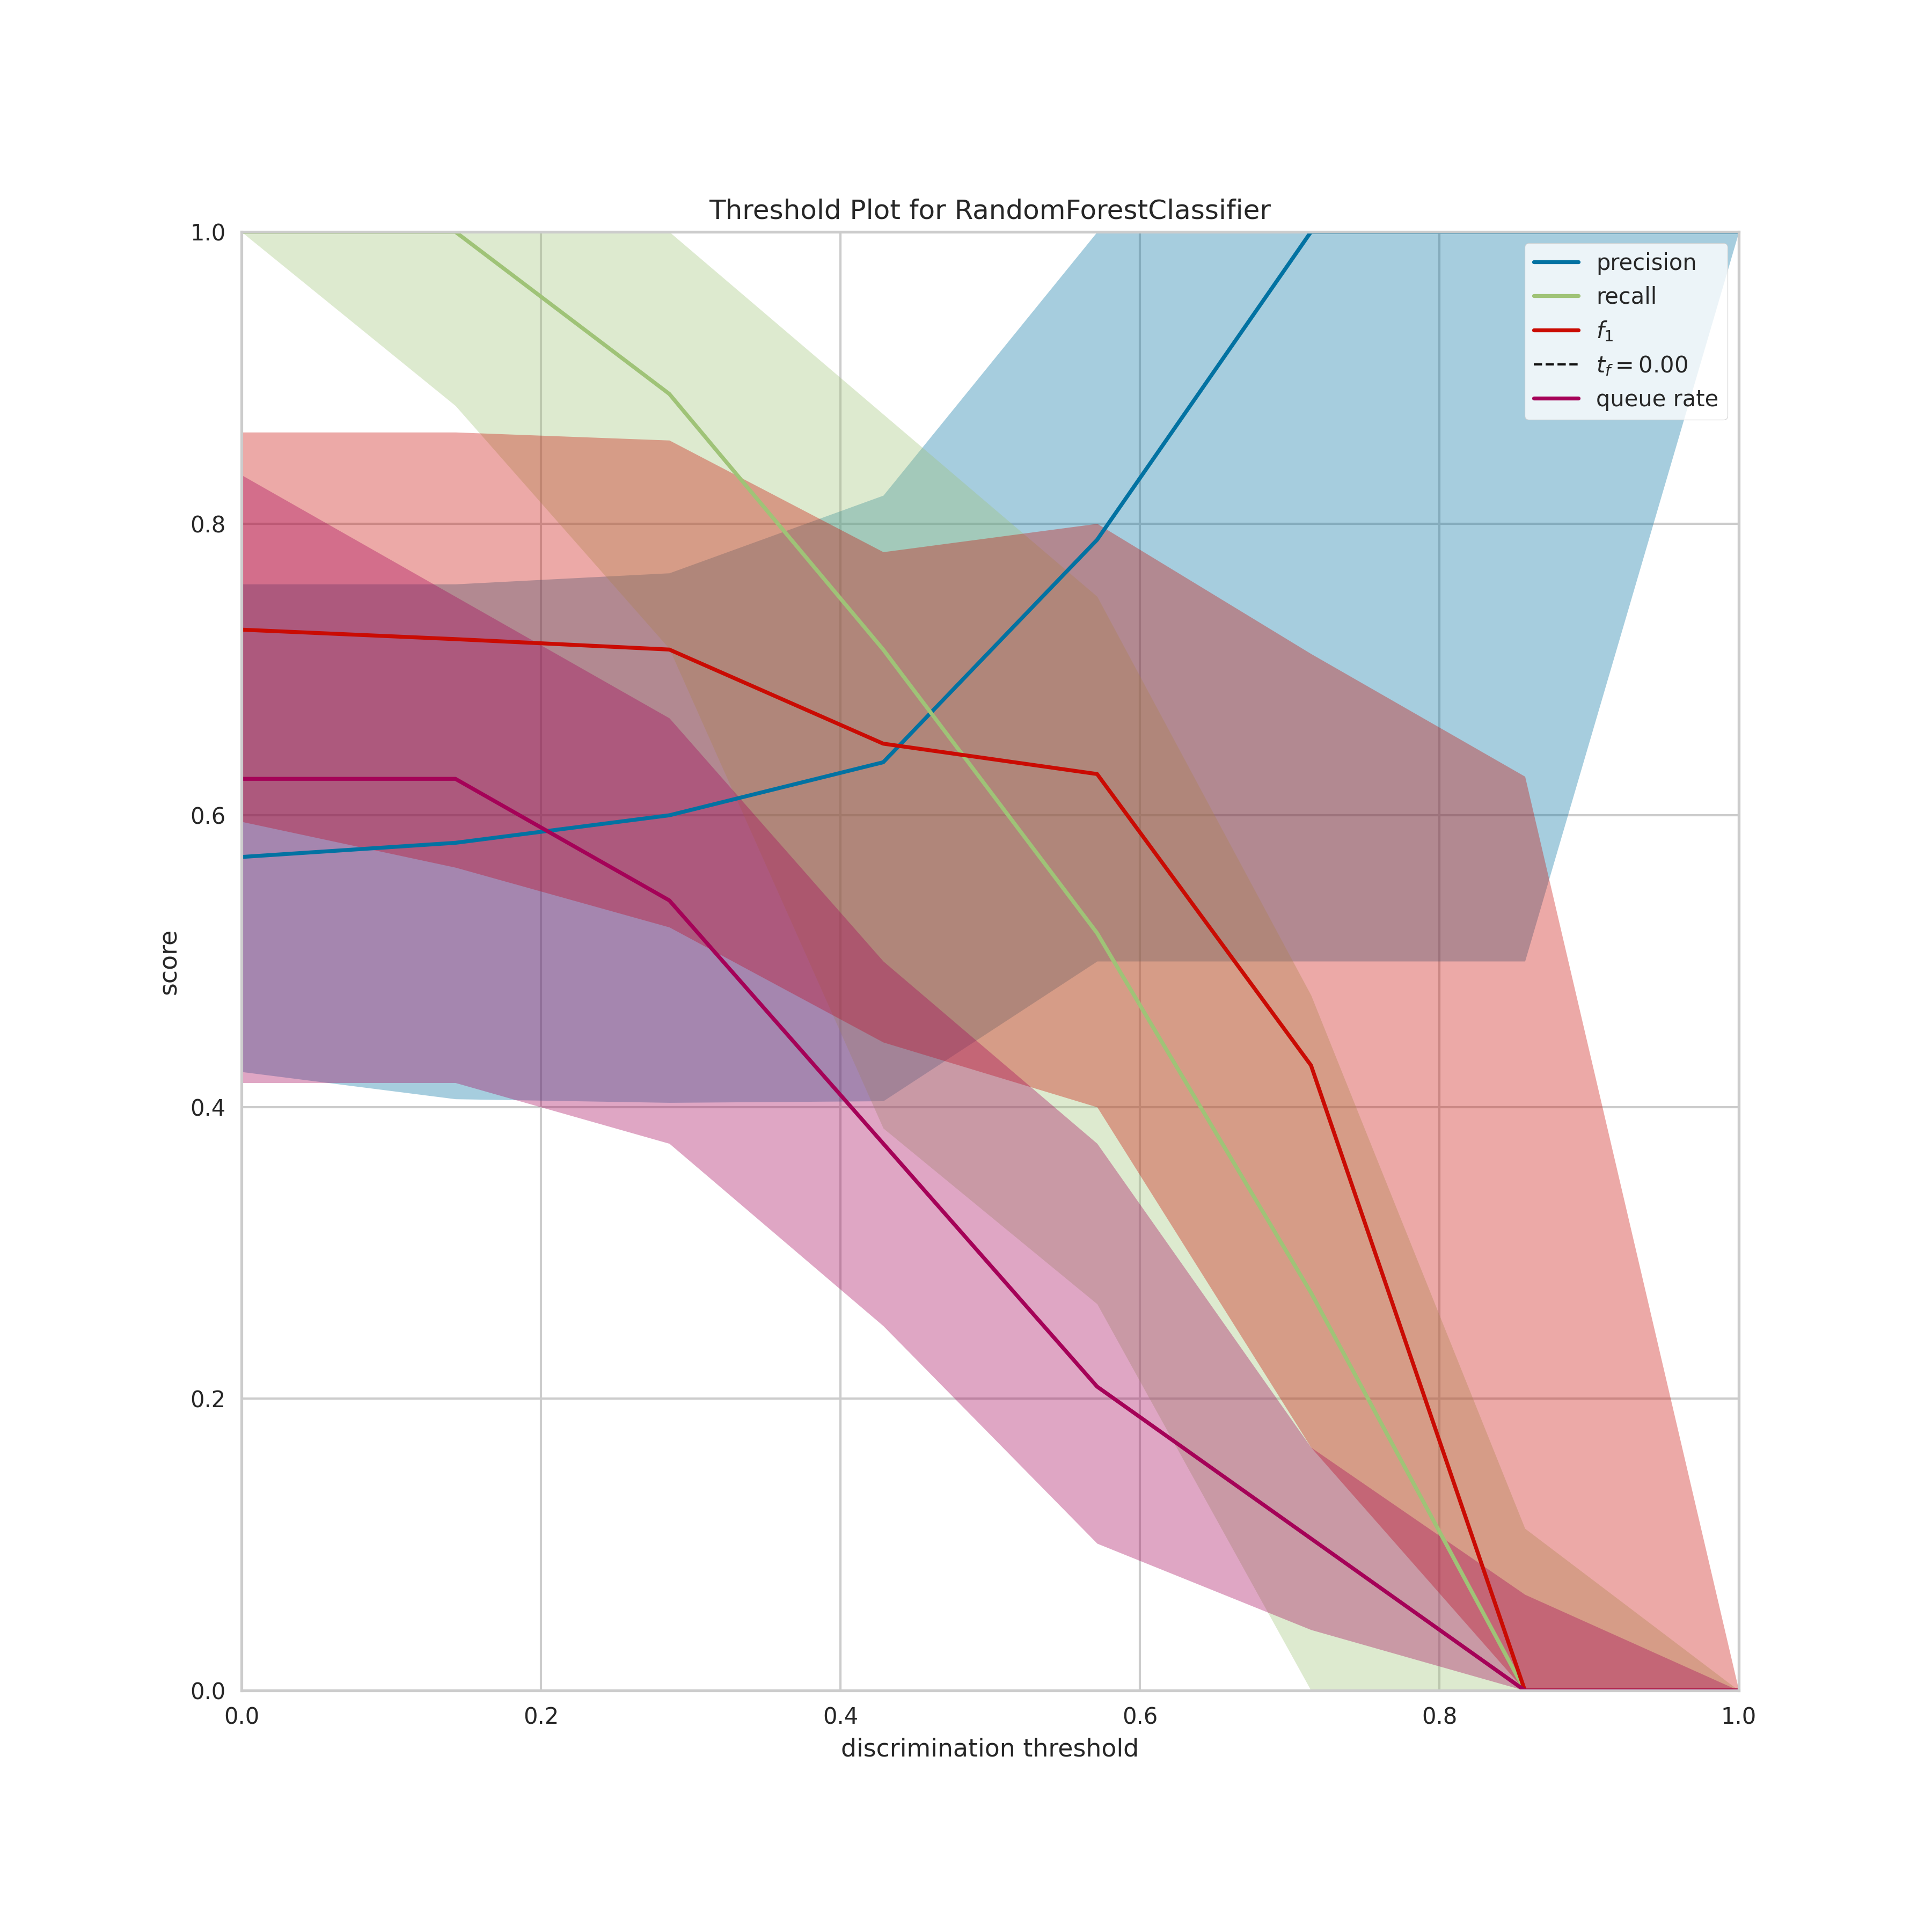 Threshold Plot for RandomForestClassifier
1.0
0.8
0.6
0.4
0.2
0.0
score
0.0 0.2 0.4 0.6 0.8 1.0
discrimination threshold
precision
recall
f₁
t_f = 0.00
queue rate